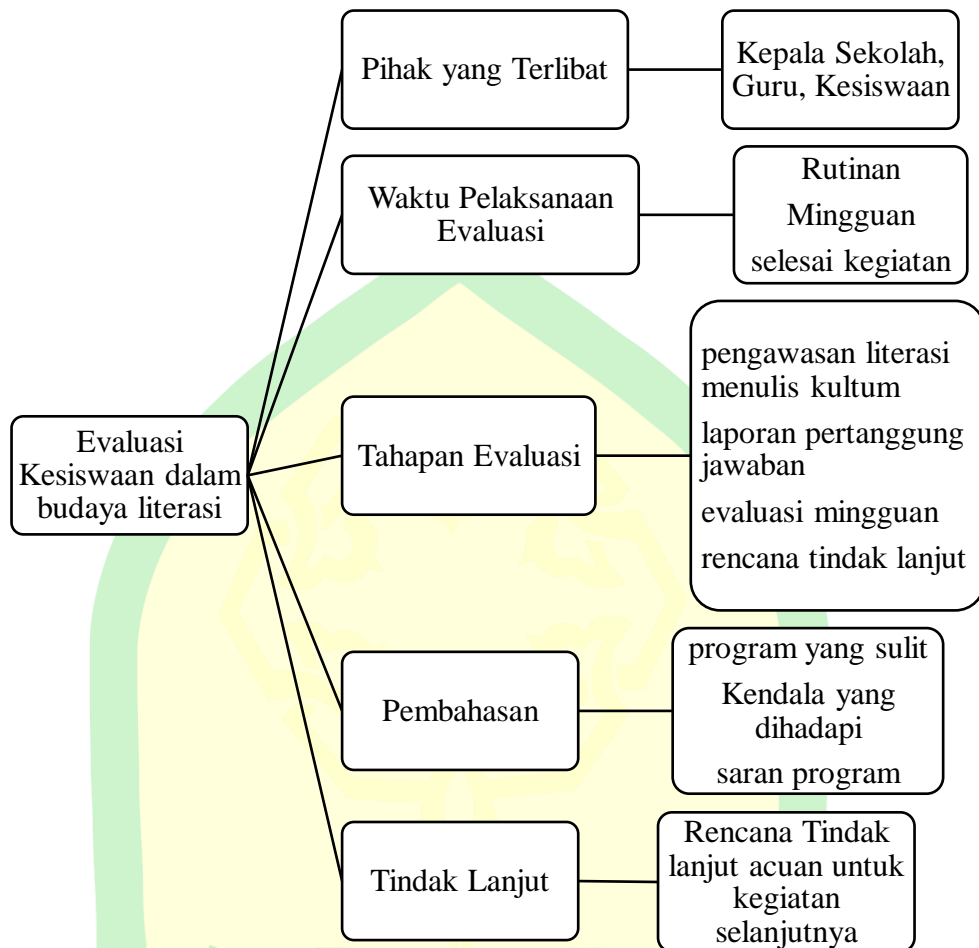 Pihak yang Terlibat
Kepala Sekolah,
Guru, Kesiswaan
Waktu Pelaksanaan
Evaluasi
Rutinan
Mingguan
selesai kegiatan
Evaluasi
Kesiswaan dalam
budaya literasi
Tahapan Evaluasi
pengawasan literasi
menulis kultum
laporan pertanggung
jawaban
evaluasi mingguan
rencana tindak lanjut
Pembahasan
program yang sulit
Kendala yang
dihadapi
saran program
Tindak Lanjut
Rencana Tindak
lanjut acuan untuk
kegiatan
selanjutnya